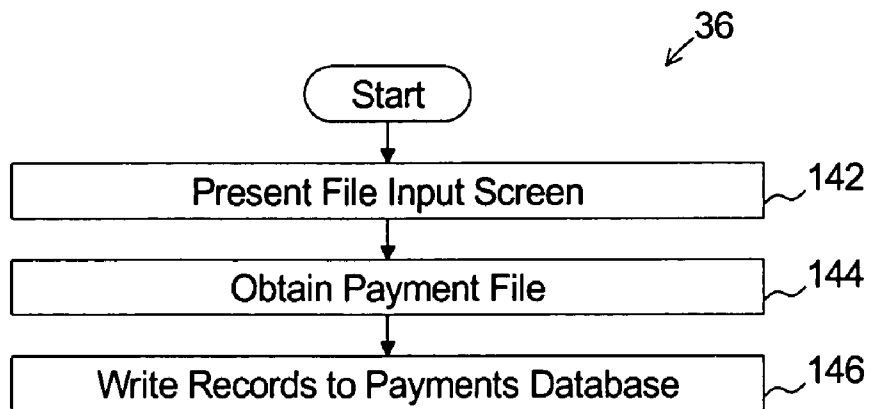 36
Start
Present File Input Screen
142
Obtain Payment File
144
Write Records to Payments Database
146